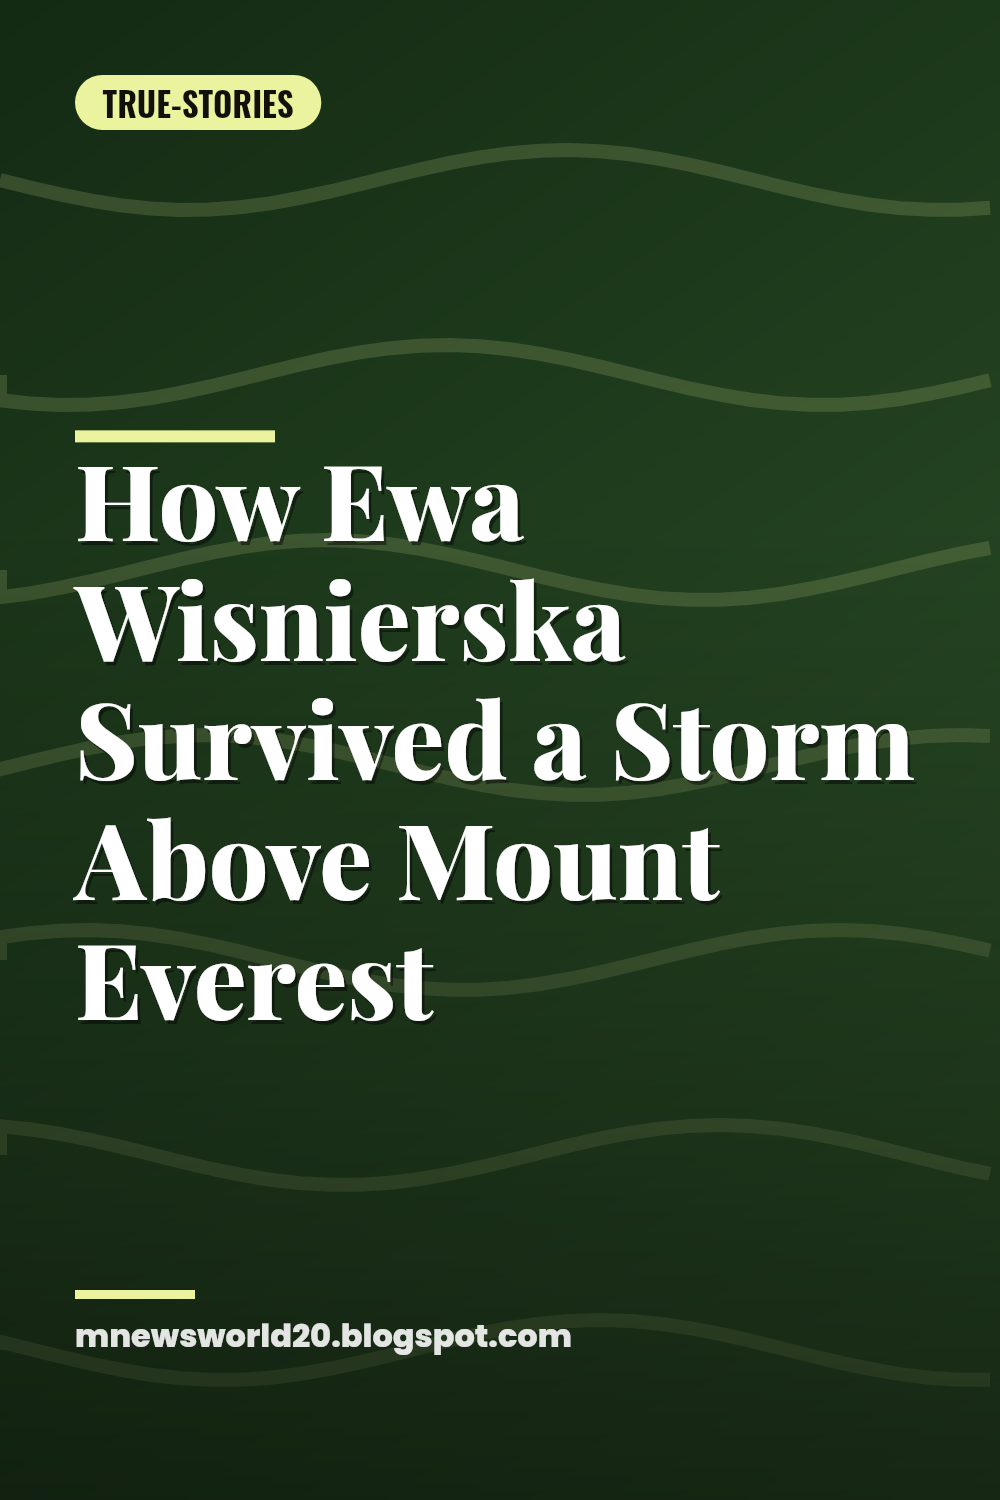 TRUE-STORIES
How Ewa
Wisnierska
Survived a Storm
Above Mount
Everest
mnewsworld20.blogspot.com